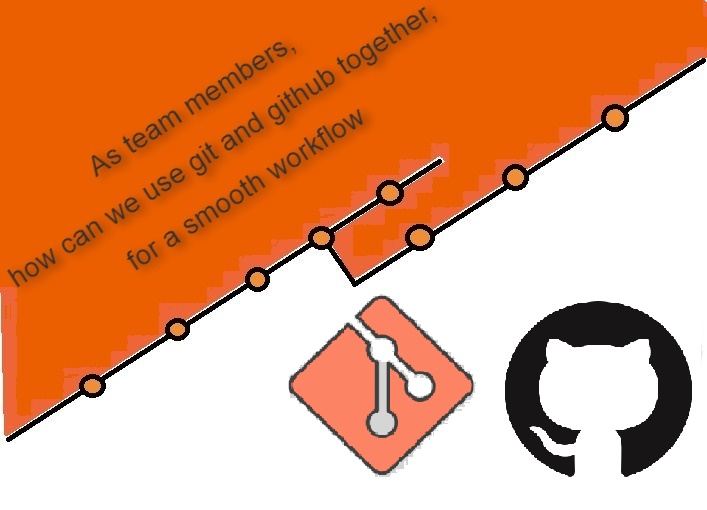 As team members,
how can we use git and github together,
for a smooth workflow